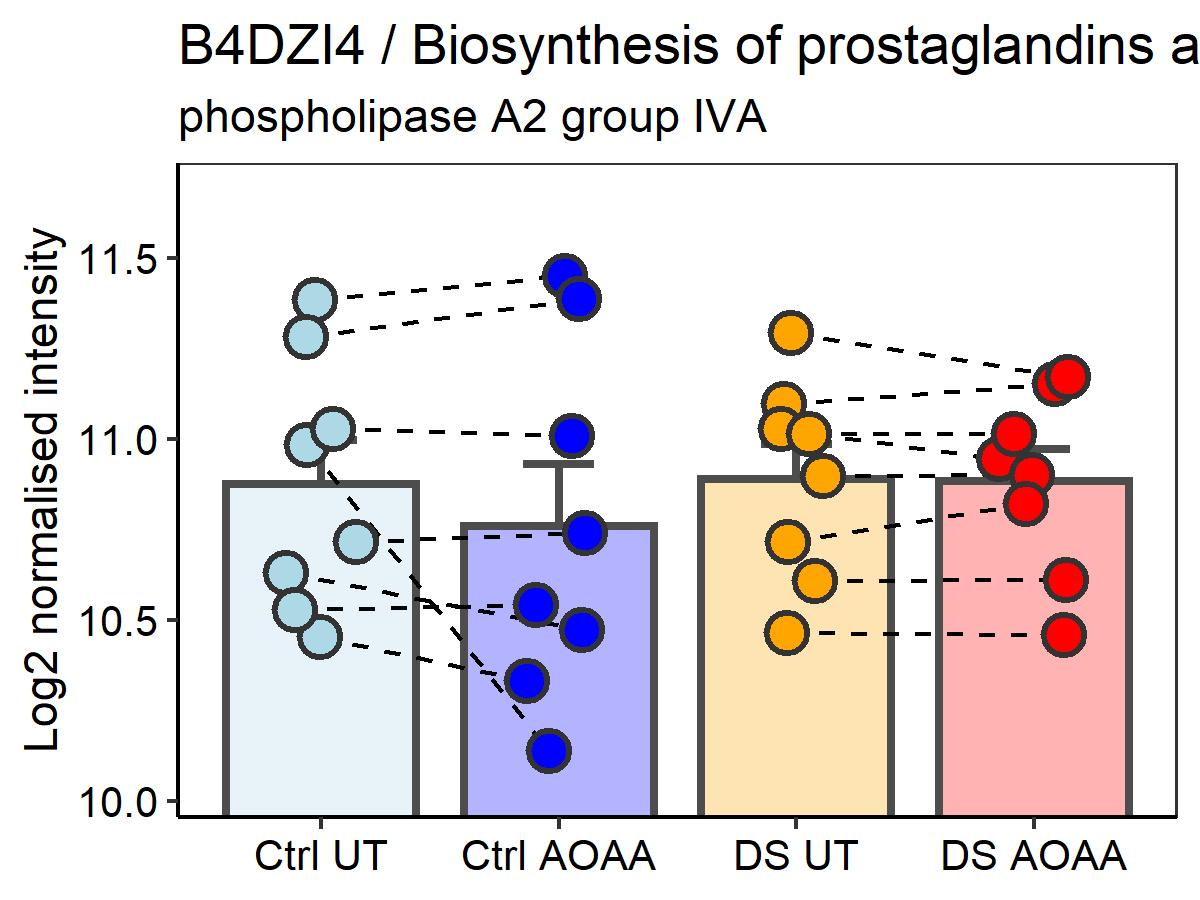 B4DZI4 / Biosynthesis of prostaglandins a
phospholipase A2 group IVA
Log2 normalised intensity
11.5
11.0
10.5
10.0
Ctrl UT
Ctrl AOAA
DS UT
DS AOAA